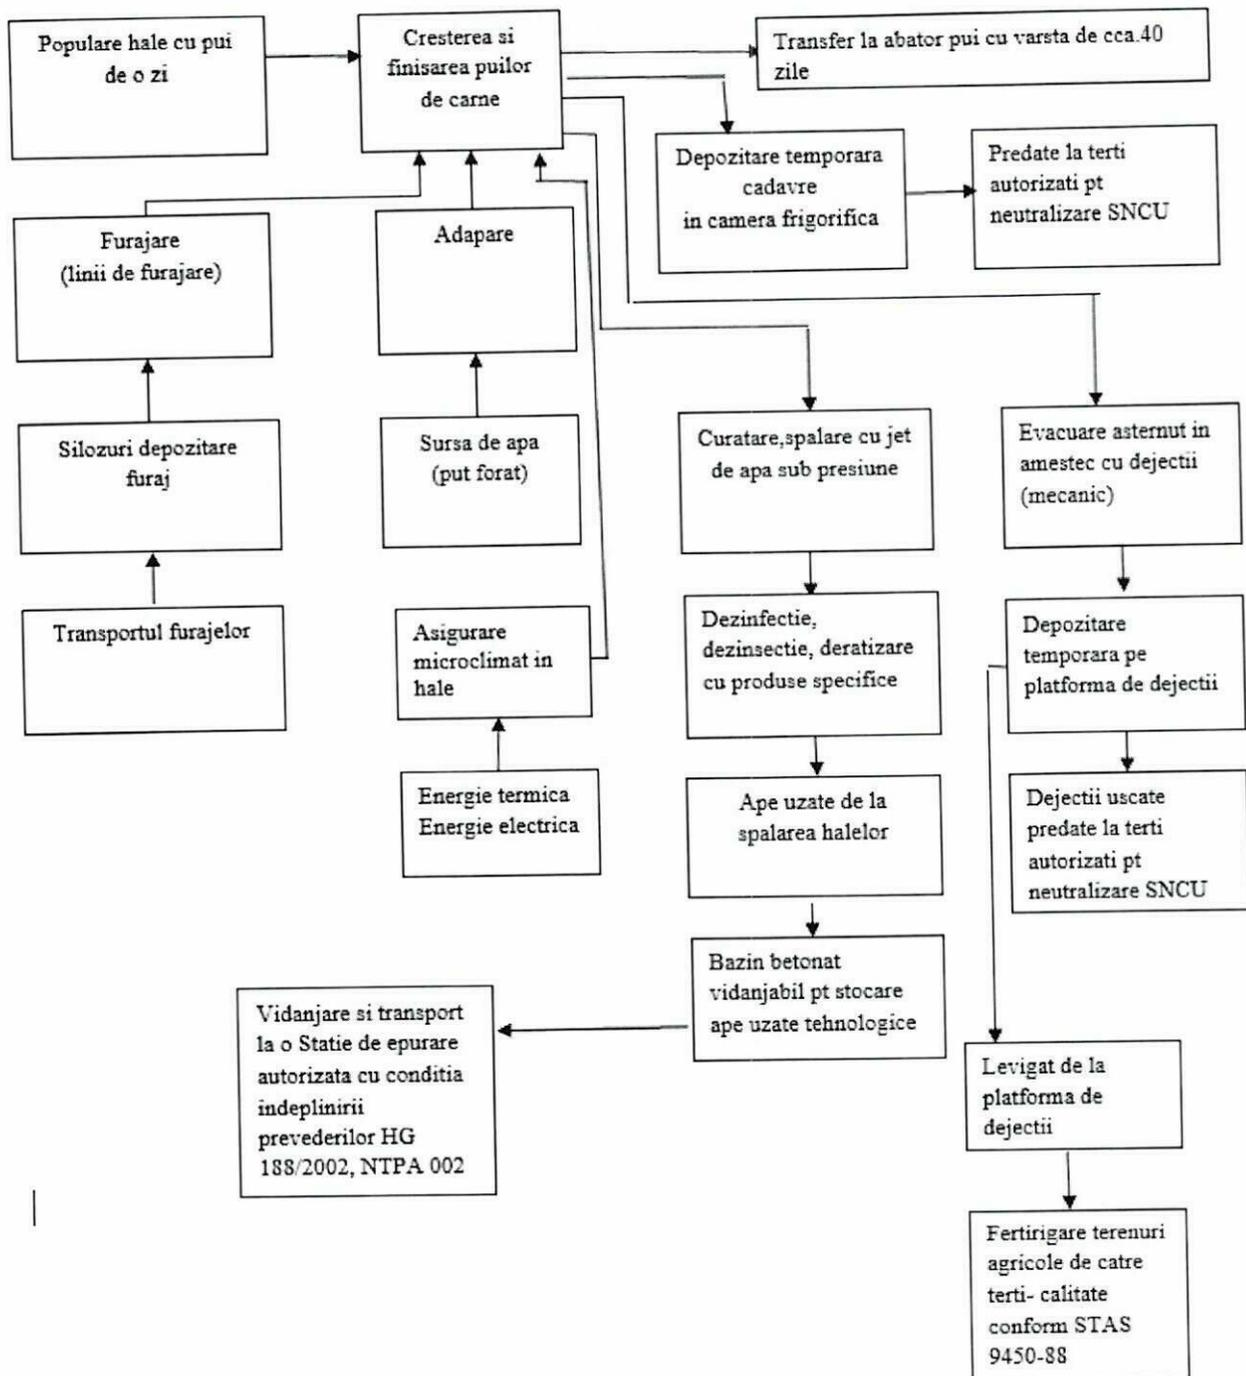 Populare hale cu pui
de o zi
Cresterea si
finisarea puilor
de carne
Transfer la abator pui cu varsta de cca.40
zile
Depozitare temporara
cadavre
in camera frigorifica
Predate la terti
autorizati pt
neutralizare SNCU
Furajare
(linii de furajare)
Adapare
Silozuri depozitare
furaj
Sursa de apa
(put forat)
Curatare,spalare cu jet
de apa sub presiune
Evacuare asternut in
amestec cu dejectii
(mecanic)
Transportul furajelor
Asigurare
microclimat in
hale
Dezinfectie,
dezinsectie, deratizare
cu produse specifice
Depozitare
temporara pe
platforma de dejectii
Energie termica
Energie electrica
Ape uzate de la
spalarea halelor
Dejectii uscate
predate la terti
autorizati pt
neutralizare SNCU
Bazin betonat
vidanjabil pt stocare
ape uzate tehnologice
Vidanjare si transport
la o Statie de epurare
autorizata cu conditia
indeplinirii
prevederilor HG
188/2002, NTPA 002
Levigat de la
platforma de
dejectii
Fertirigare terenuri
agricole de catre
terti- calitate
conform STAS
9450-88